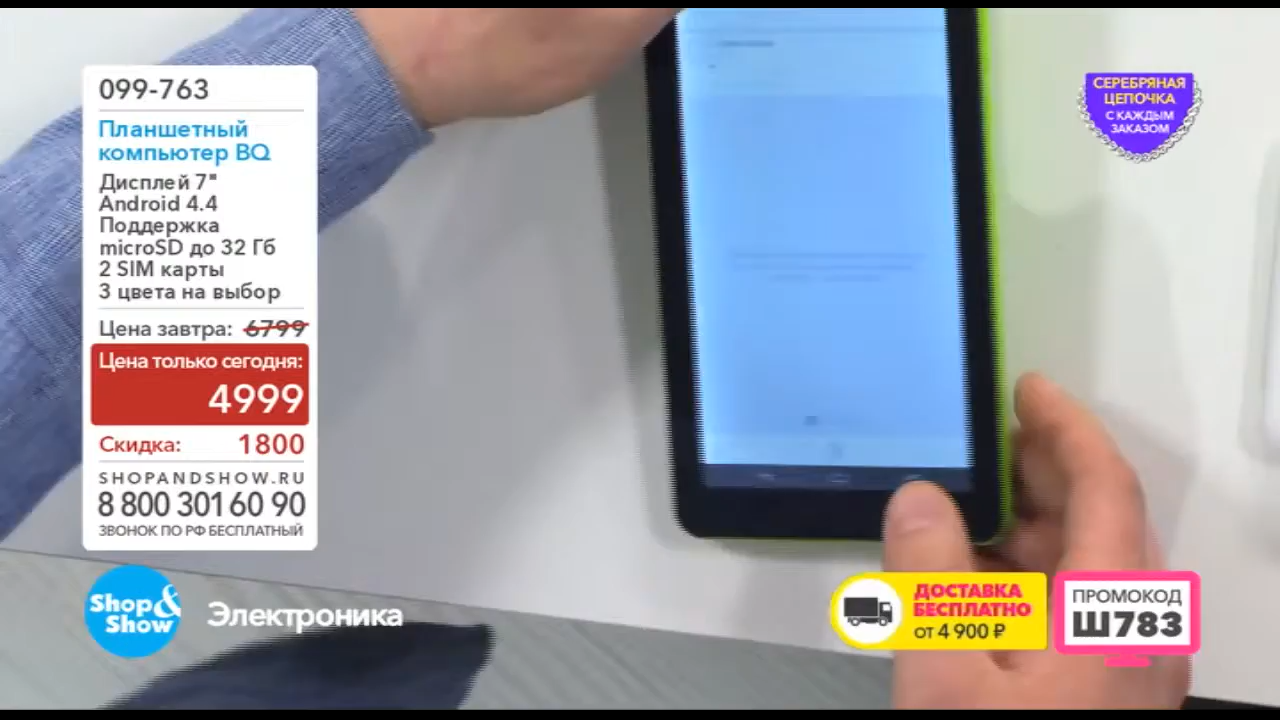 099-763
Планшетный
компьютер BQ
Дисплей 7"
Android 4.4
Поддержка
microSD до 32 Гб
2 SIM карты
3 цвета на выбор
Цена завтра: 6799
Цена только сегодня:
4999
Скидка: 1800
SHOPANDSHOW.RU
8 800 301 60 90
ЗВОНОК ПО РФ БЕСПЛАТНЫЙ
СЕРЕБРЯНАЯ
ЦЕПОЧКА
С КАЖДЫМ
ЗАКАЗОМ
Shop&
Show
Электроника
ДОСТАВКА
БЕСПЛАТНО
от 4 900 ₽
ПРОМОКОД
Ш783